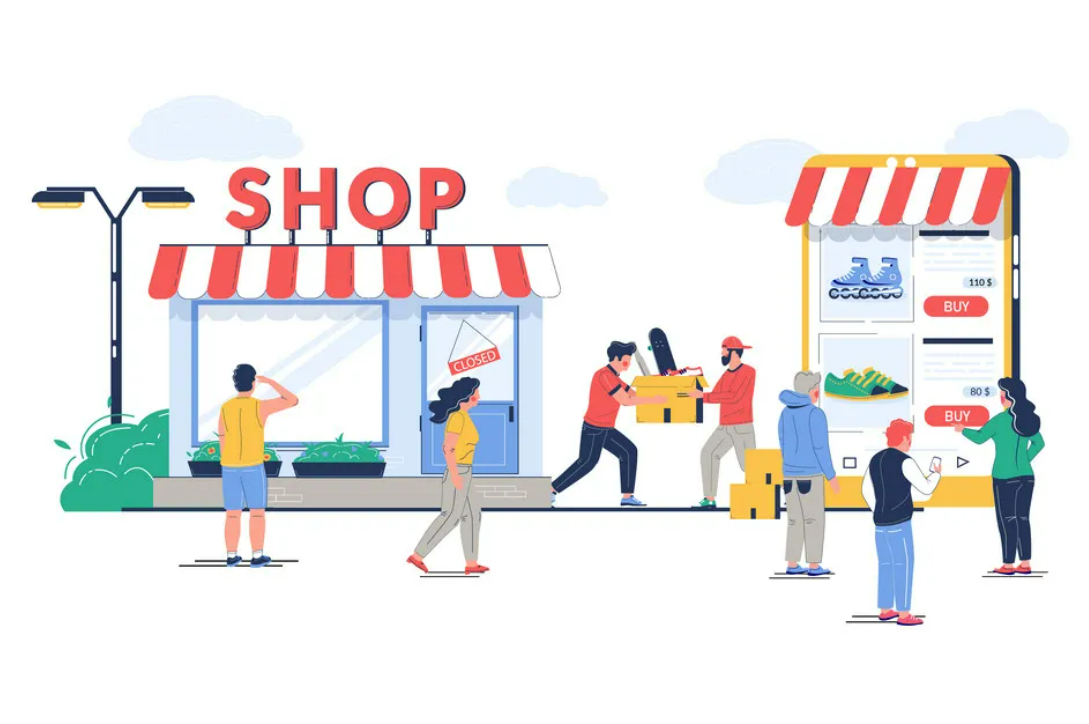 SHOP
CLOSED
110 $
BUY
80 $
BUY